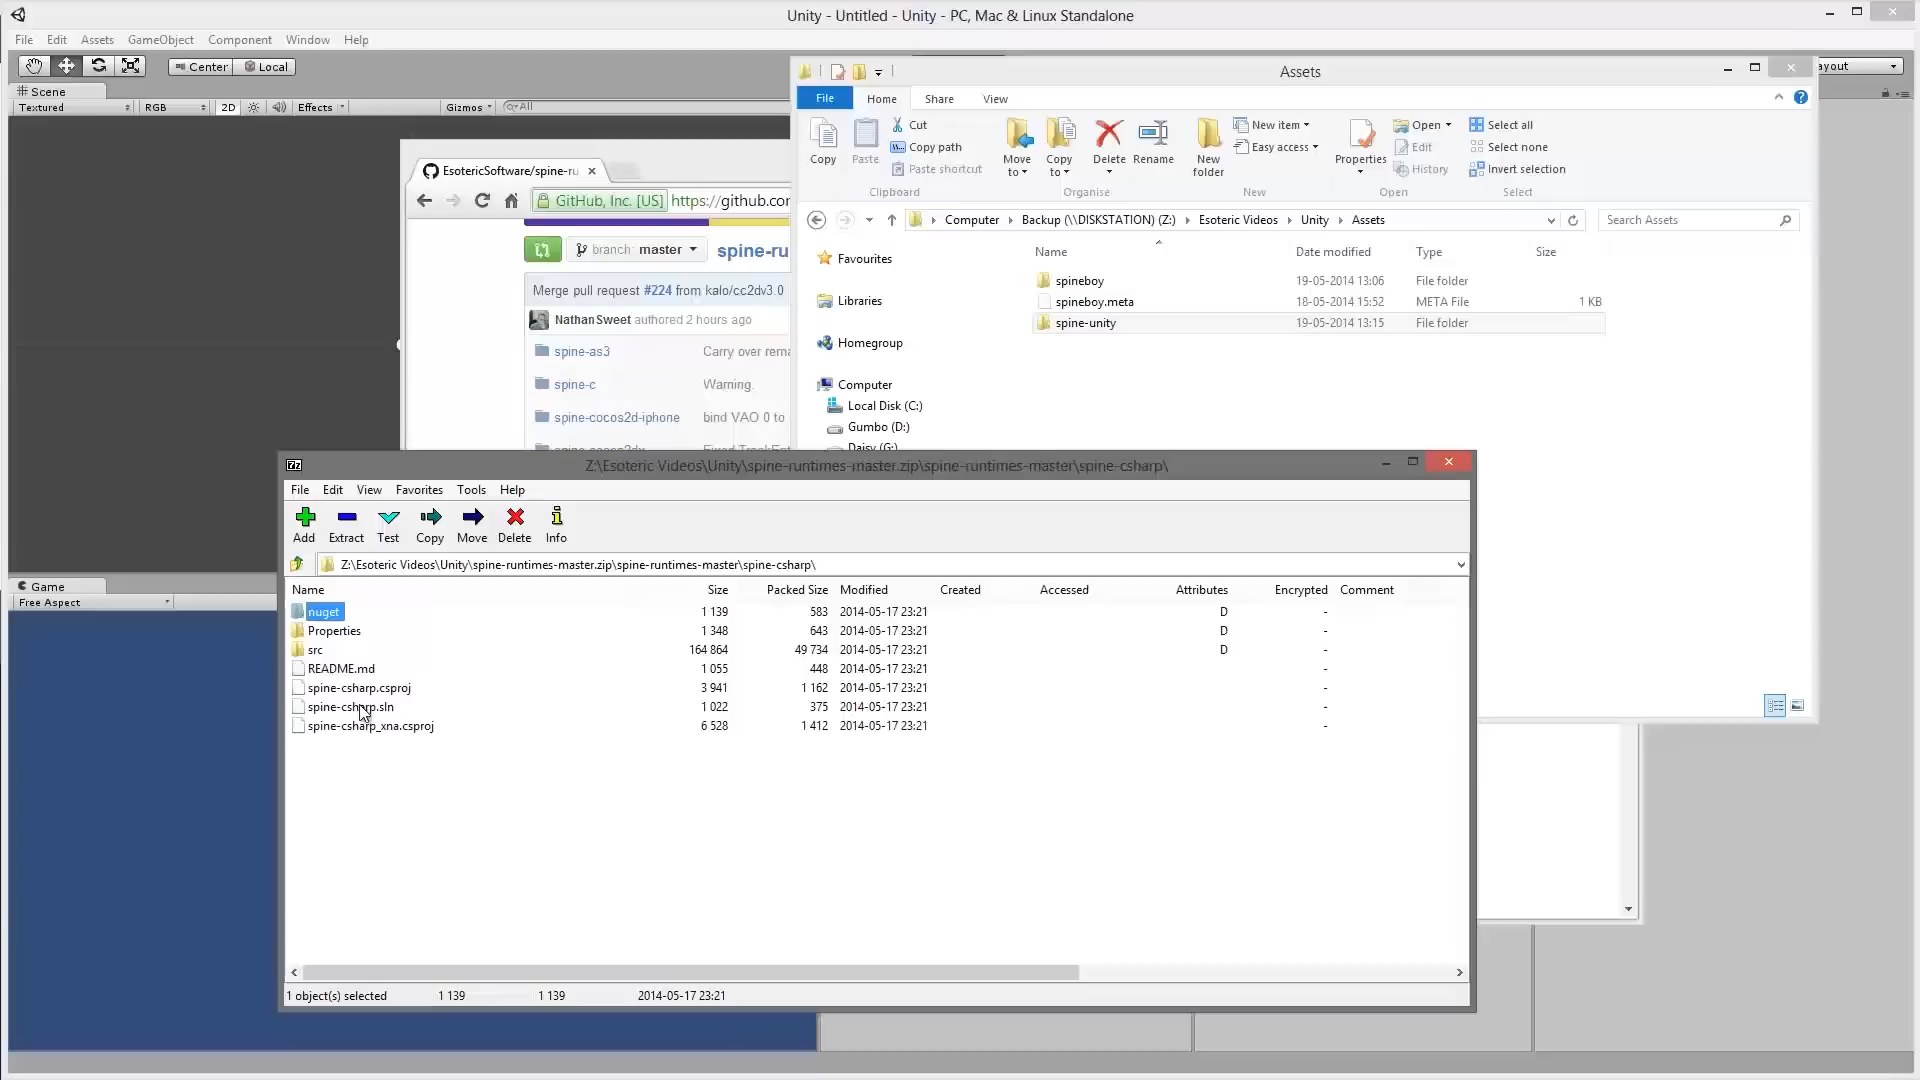 Unity - Untitled - Unity - PC, Mac & Linux Standalone
File Edit Assets GameObject Component Window Help
Center Local
Scene
Textured RGB 2D Effects Gizmos All
EsotericSoftware/spine-ru
GitHub, Inc. [US] https://github.com
branch: master spine-ru
Merge pull request #224 from kalo/cc2dv3.0
NathanSweet authored 2 hours ago
spine-as3 Carry over rema
spine-c Warning.
spine-cocos2d-iphone bind VAO 0 to
Assets
File Home Share View
Copy Paste Cut Copy path Paste shortcut
Move to Copy to Delete Rename
New folder New item Easy access
Properties Open Edit History
Select all Select none Invert selection
Clipboard Organise New Open Select
Computer Backup (\\DISKSTATION) (Z:) Esoteric Videos Unity Assets Search Assets
Favourites
Libraries
Homegroup
Computer
Local Disk (C:)
Gumbo (D:)
Daisy (G:)
Name Date modified Type Size
spineboy 19-05-2014 13:06 File folder
spineboy.meta 18-05-2014 15:52 META File 1 KB
spine-unity 19-05-2014 13:15 File folder
ayout
Z:\Esoteric Videos\Unity\spine-runtimes-master.zip\spine-runtimes-master\spine-csharp\
File Edit View Favorites Tools Help
Add Extract Test Copy Move Delete Info
Z:\Esoteric Videos\Unity\spine-runtimes-master.zip\spine-runtimes-master\spine-csharp\
Name Size Packed Size Modified Created Accessed Attributes Encrypted Comment
nuget 1 139 583 2014-05-17 23:21 D -
Properties 1 348 643 2014-05-17 23:21 D -
src 164 864 49 734 2014-05-17 23:21 D -
README.md 1 055 448 2014-05-17 23:21 -
spine-csharp.csproj 3 941 1 162 2014-05-17 23:21 -
spine-csharp.sln 1 022 375 2014-05-17 23:21 -
spine-csharp_xna.csproj 6 528 1 412 2014-05-17 23:21 -
1 object(s) selected 1 139 1 139 2014-05-17 23:21
Game
Free Aspect